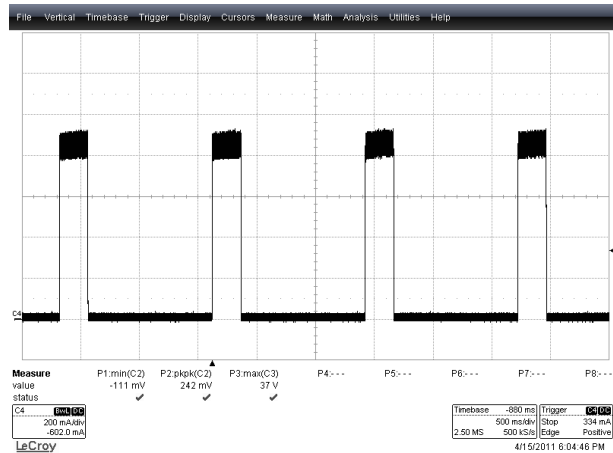 File Vertical Timebase Trigger Display Cursors Measure Math Analysis Utilities Help
C4
Measure P1:min(C2) P2:pkpk(C2) P3:max(C3) P4:- - - P5:- - - P6:- - - P7:- - - P8:- - -
value -111 mV 242 mV 37 V
status
C4 BwL DC
200 mA/div
-602.0 mA
Timebase -880 ms
500 ms/div
2.50 MS 500 kS/s
Trigger C4 DC
Stop 334 mA
Edge Positive
LeCroy
4/15/2011 6:04:46 PM